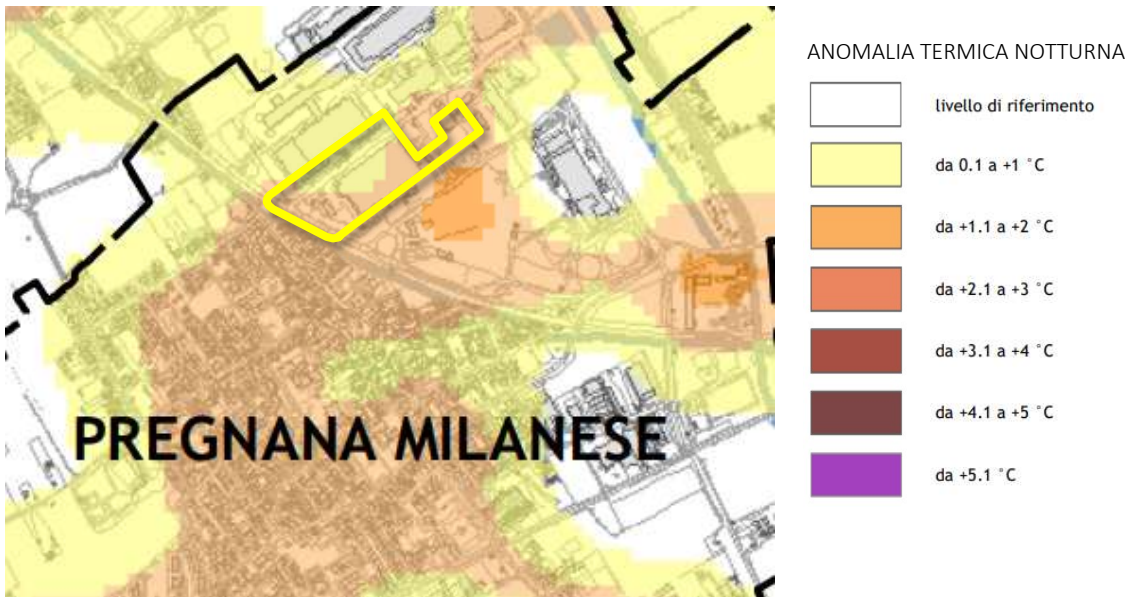 ANOMALIA TERMICA NOTTURNA
livello di riferimento
da 0.1 a +1 °C
da +1.1 a +2 °C
da +2.1 a +3 °C
da +3.1 a +4 °C
da +4.1 a +5 °C
da +5.1 °C
PREGNANA MILANESE